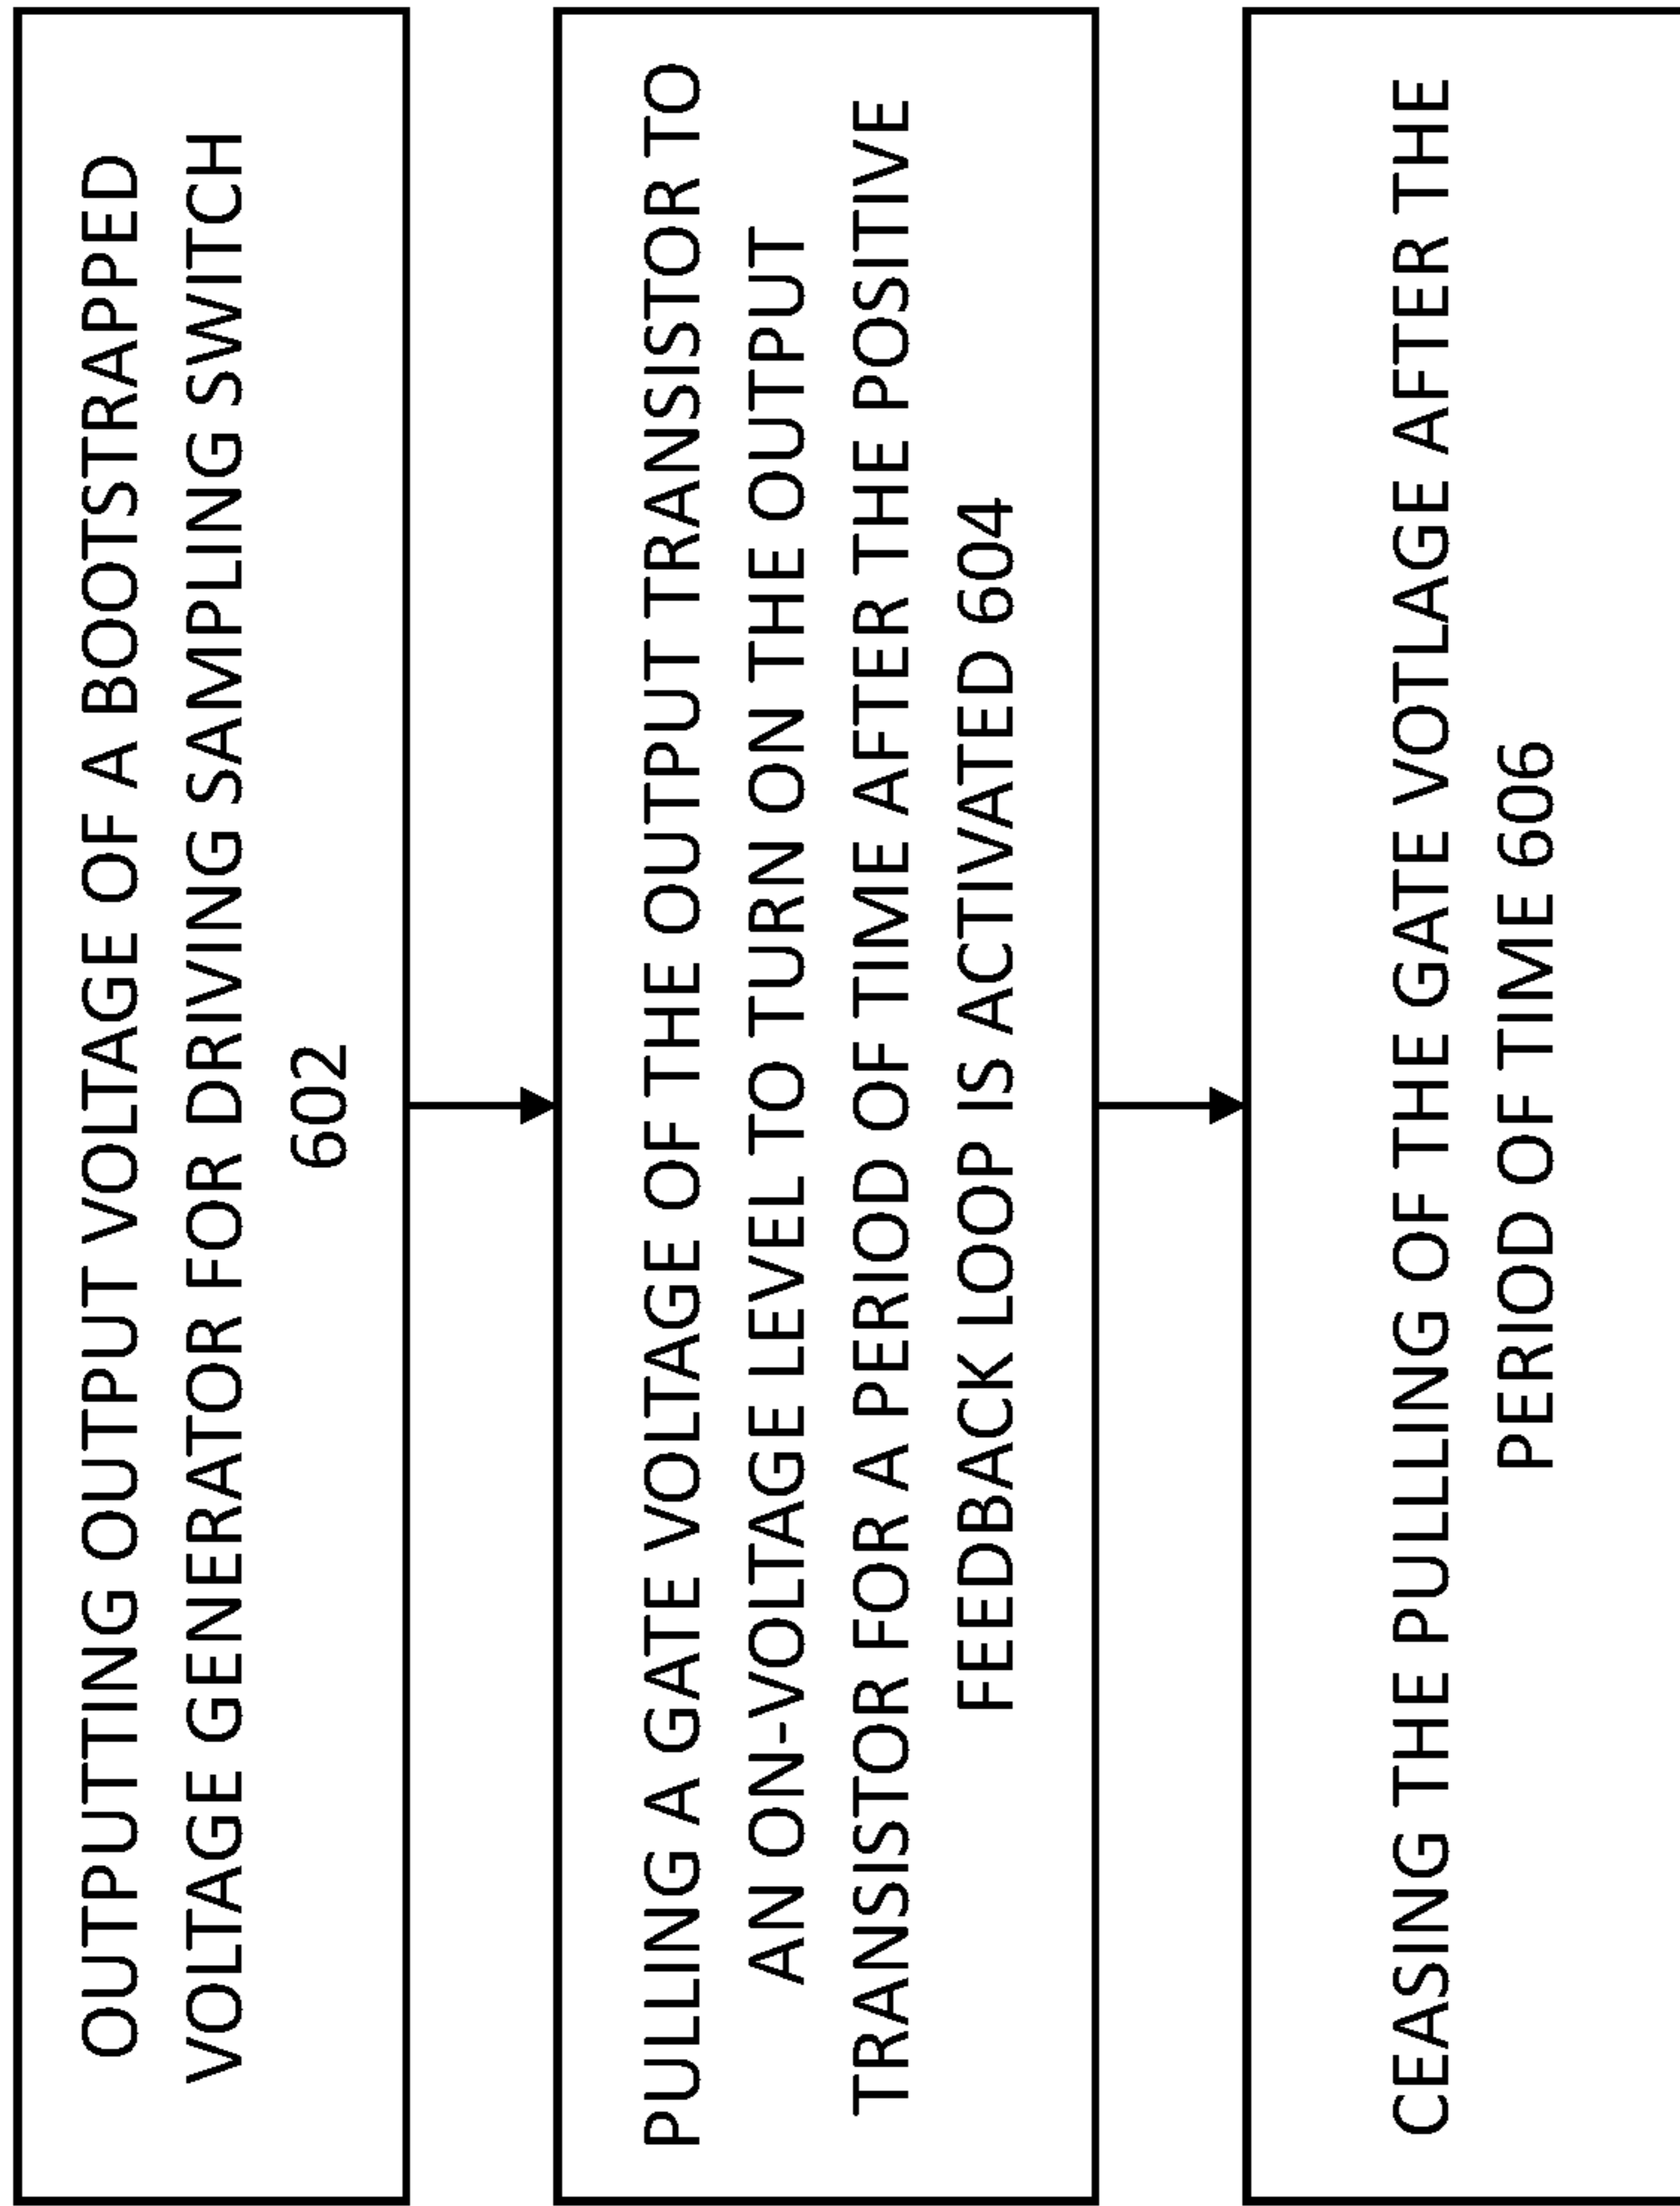 OUTPUTTING OUTPUT VOLTAGE OF A BOOTSTRAPPED
VOLTAGE GENERATOR FOR DRIVING SAMPLING SWITCH
602
PULLING A GATE VOLTAGE OF THE OUTPUT TRANSISTOR TO
AN ON-VOLTAGE LEVEL TO TURN ON THE OUTPUT
TRANSISTOR FOR A PERIOD OF TIME AFTER THE POSITIVE
FEEDBACK LOOP IS ACTIVATED 604
CEASING THE PULLLING OF THE GATE VOTLAGE AFTER THE
PERIOD OF TIME 606